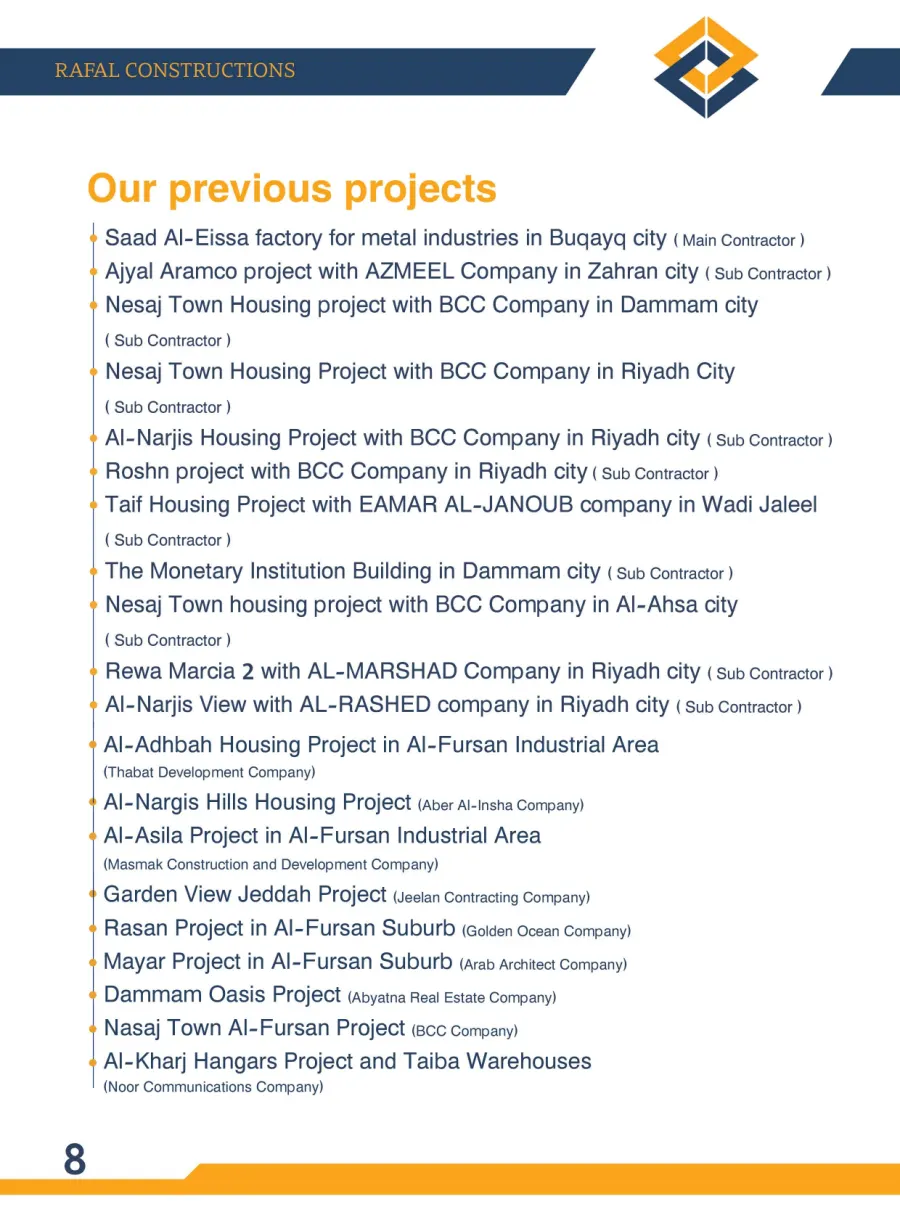 RAFAL CONSTRUCTIONS
Our previous projects
Saad Al-Eissa factory for metal industries in Buqayq city ( Main Contractor )
Ajyal Aramco project with AZMEEL Company in Zahran city ( Sub Contractor )
Nesaj Town Housing project with BCC Company in Dammam city
( Sub Contractor )
Nesaj Town Housing Project with BCC Company in Riyadh City
( Sub Contractor )
Al-Narjis Housing Project with BCC Company in Riyadh city ( Sub Contractor )
Roshn project with BCC Company in Riyadh city ( Sub Contractor )
Taif Housing Project with EAMAR AL-JANOUB company in Wadi Jaleel
( Sub Contractor )
The Monetary Institution Building in Dammam city ( Sub Contractor )
Nesaj Town housing project with BCC Company in Al-Ahsa city
( Sub Contractor )
Rewa Marcia 2 with AL-MARSHAD Company in Riyadh city ( Sub Contractor )
Al-Narjis View with AL-RASHED company in Riyadh city ( Sub Contractor )
Al-Adhbah Housing Project in Al-Fursan Industrial Area
(Thabat Development Company)
Al-Nargis Hills Housing Project (Aber Al-Insha Company)
Al-Asila Project in Al-Fursan Industrial Area
(Masmak Construction and Development Company)
Garden View Jeddah Project (Jeelan Contracting Company)
Rasan Project in Al-Fursan Suburb (Golden Ocean Company)
Mayar Project in Al-Fursan Suburb (Arab Architect Company)
Dammam Oasis Project (Abyatna Real Estate Company)
Nasaj Town Al-Fursan Project (BCC Company)
Al-Kharj Hangars Project and Taiba Warehouses
(Noor Communications Company)
8